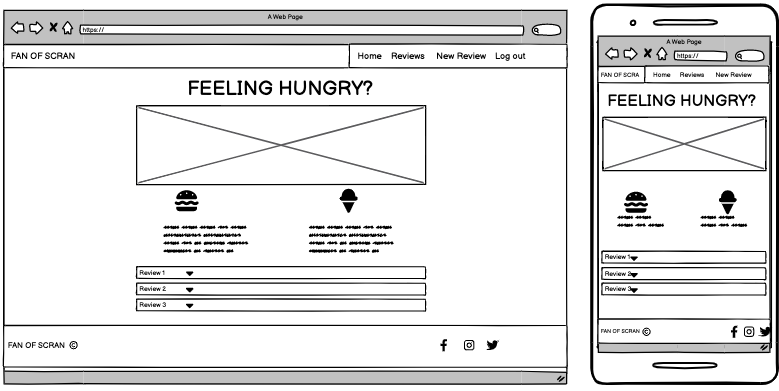 A Web Page
https://
FAN OF SCRAN Home Reviews New Review Log out
FEELING HUNGRY?
Review 1
Review 2
Review 3
FAN OF SCRAN ©
A Web Page
https://
FAN OF SCRA Home Reviews New Review
FEELING HUNGRY?
Review 1
Review 2
Review 3
FAN OF SCRAN ©